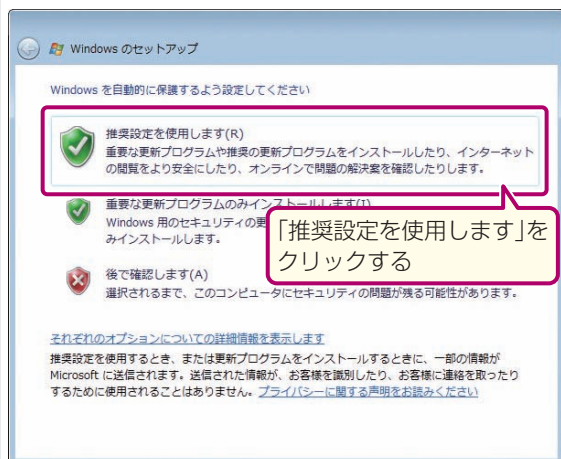 Windows のセットアップ
Windows を自動的に保護するよう設定してください
推奨設定を使用します(R)
重要な更新プログラムや推奨の更新プログラムをインストールしたり、インターネット
の閲覧をより安全にしたり、オンラインで問題の解決策を確認したりします。
重要な更新プログラムのみインストールします(I)
Windows 用のセキュリティの更
みインストールします。
「推奨設定を使用します」を
クリックする
後で確認します(A)
選択されるまで、このコンピュータにセキュリティの問題が残る可能性があります。
それぞれのオプションについての詳細情報を表示します
推奨設定を使用するとき、または更新プログラムをインストールするときに、一部の情報が
Microsoft に送信されます。送信された情報が、お客様を識別したり、お客様に連絡を取ったり
するために使用されることはありません。プライバシーに関する声明をお読みください